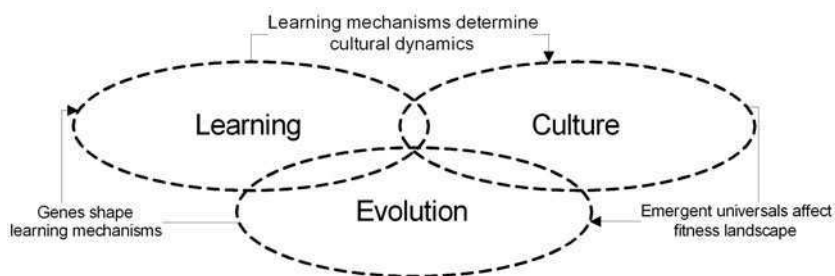 Learning mechanisms determine
cultural dynamics
Learning
Culture
Genes shape
learning mechanisms
Evolution
Emergent universals affect
fitness landscape